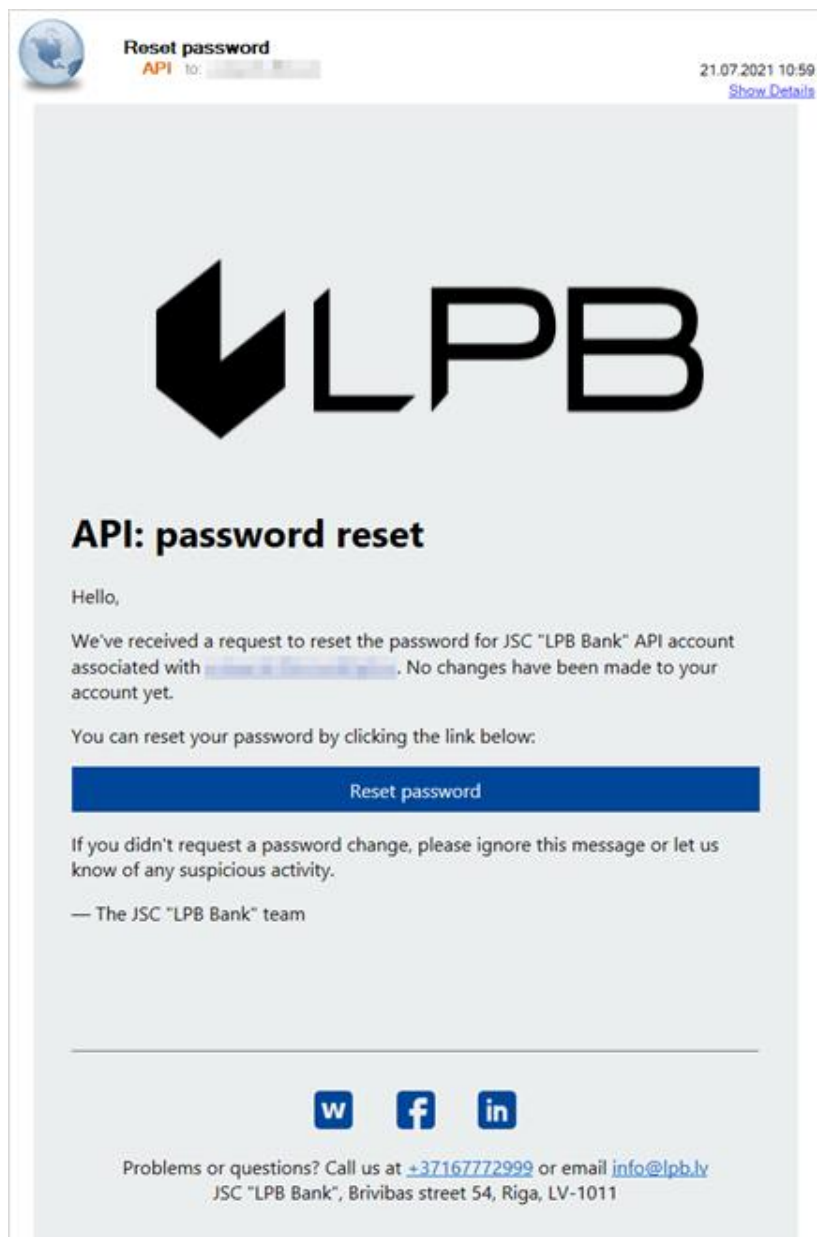 Reset password
API to:
21.07.2021 10:59
Show Details
LPB
API: password reset
Hello,
We've received a request to reset the password for JSC "LPB Bank" API account
associated with . No changes have been made to your
account yet.
You can reset your password by clicking the link below:
Reset password
If you didn't request a password change, please ignore this message or let us
know of any suspicious activity.
— The JSC "LPB Bank" team
w f in
Problems or questions? Call us at +37167772999 or email info@lpb.lv
JSC "LPB Bank", Brivibas street 54, Riga, LV-1011